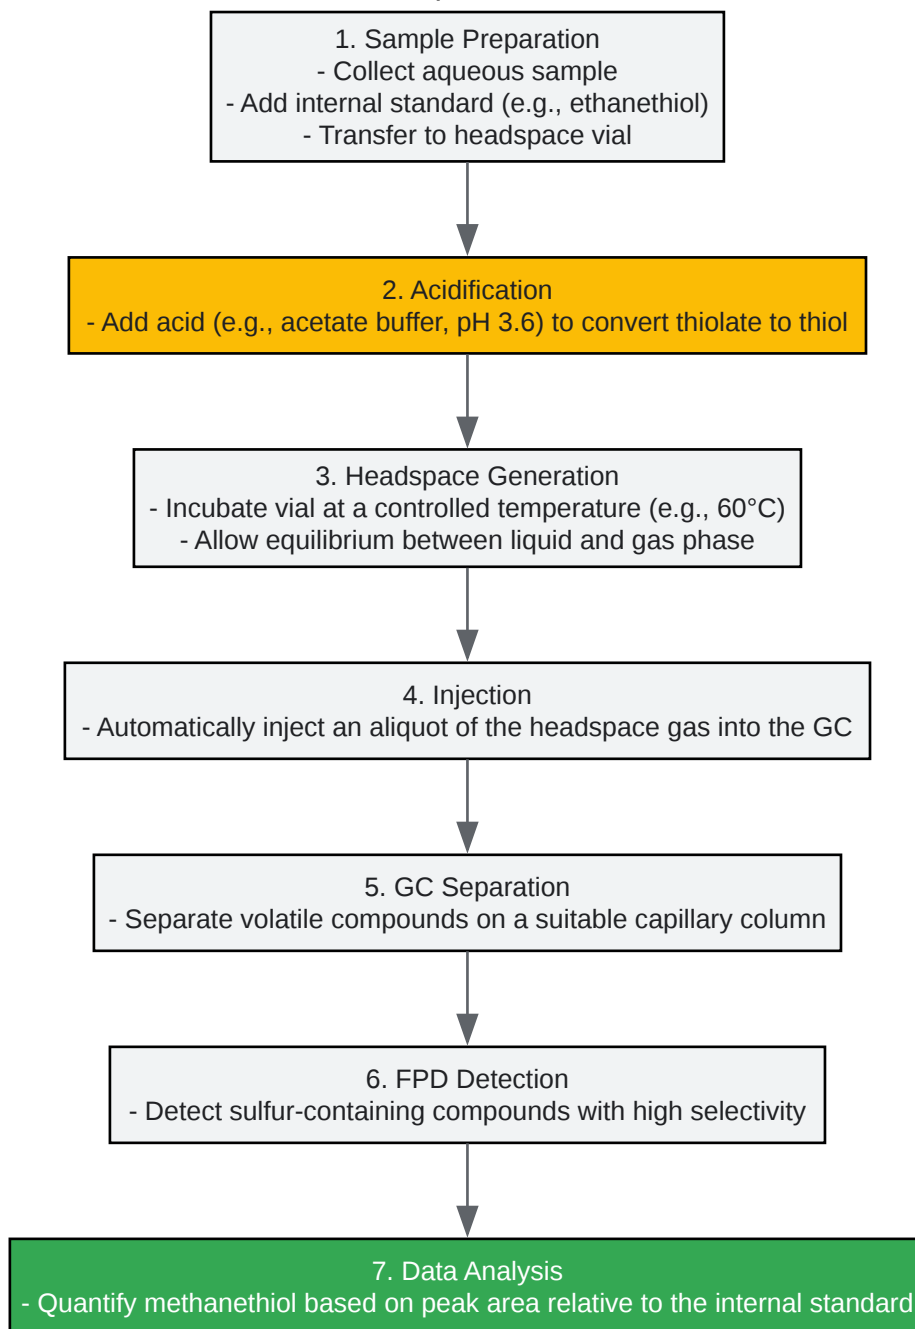 1. Sample Preparation
- Collect aqueous sample
- Add internal standard (e.g., ethanethiol)
- Transfer to headspace vial
2. Acidification
- Add acid (e.g., acetate buffer, pH 3.6) to convert thiolate to thiol
3. Headspace Generation
- Incubate vial at a controlled temperature (e.g., 60°C)
- Allow equilibrium between liquid and gas phase
4. Injection
- Automatically inject an aliquot of the headspace gas into the GC
5. GC Separation
- Separate volatile compounds on a suitable capillary column
6. FPD Detection
- Detect sulfur-containing compounds with high selectivity
7. Data Analysis
- Quantify methanethiol based on peak area relative to the internal standard